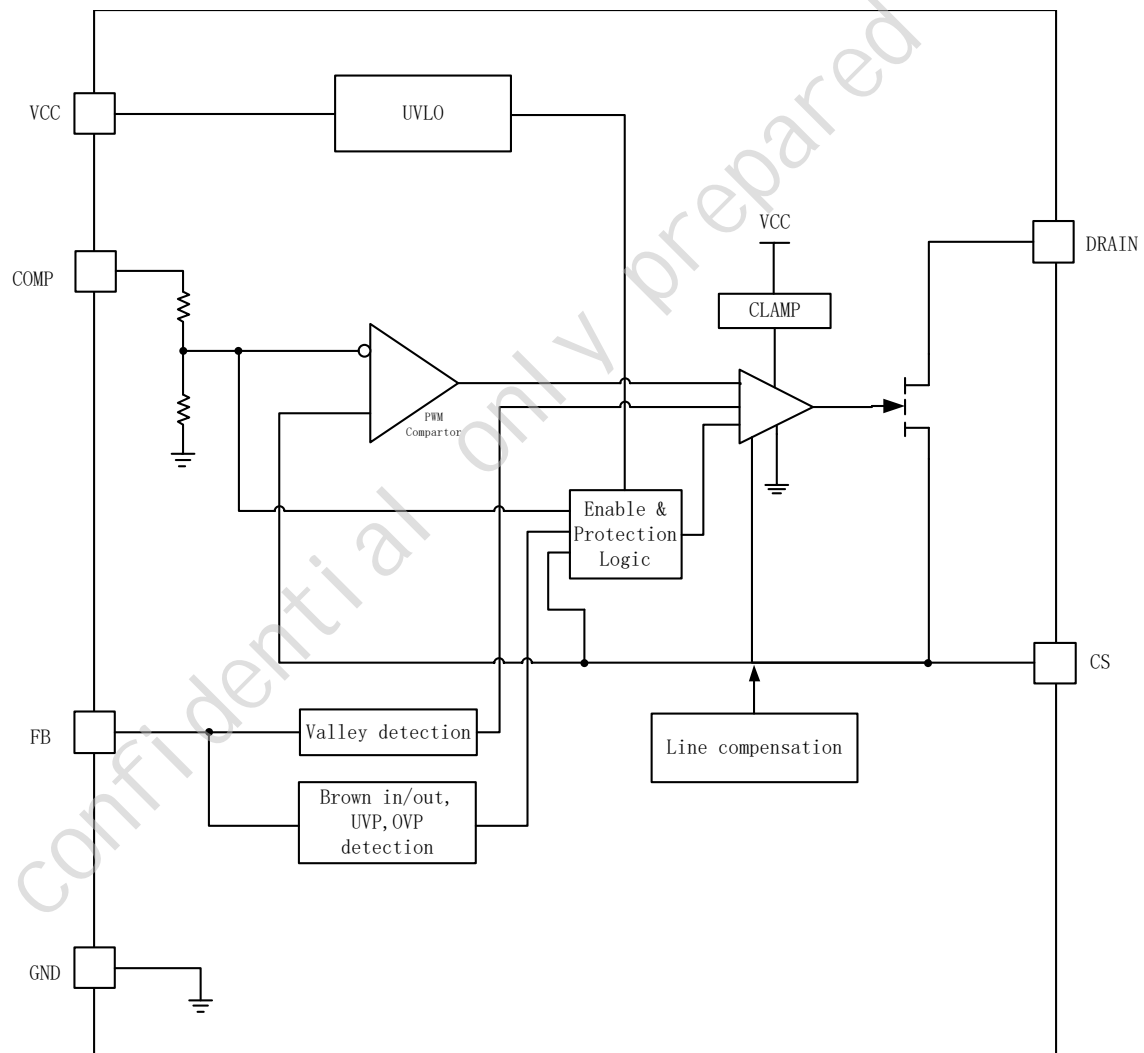 VCC
UVLO
VCC
DRAIN
COMP
CLAMP
PWM
Compartor
Enable &
Protection
Logic
CS
FB
Valley detection
Line compensation
Brown in/out,
UVP,OVP
detection
GND
confidential only prepared